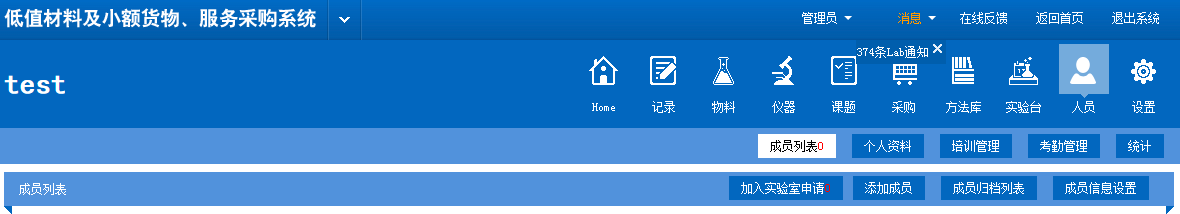 低值材料及小额货物、服务采购系统 管理员 消息 在线反馈 返回首页 退出系统
374条Lab通知
test
Home 记录 物料 仪器 课题 采购 方法库 实验台 人员 设置
成员列表0 个人资料 培训管理 考勤管理 统计
成员列表 加入实验室申请* 添加成员 成员归档列表 成员信息设置